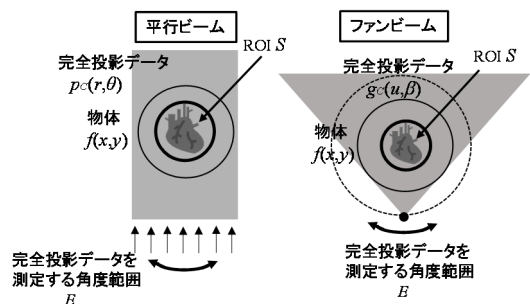 平行ビーム
ROI S
完全投影データ
p_C(r,θ)
物体
f(x,y)
完全投影データを
測定する角度範囲
E
ファンビーム
ROI S
完全投影データ
g_C(u,β)
物体
f(x,y)
完全投影データを
測定する角度範囲
E